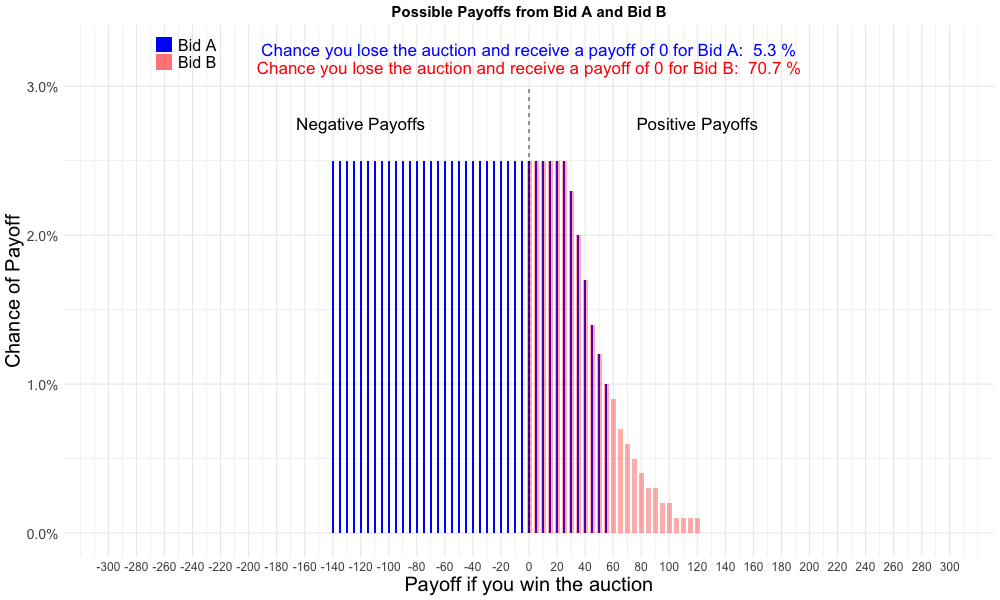 Possible Payoffs from Bid A and Bid B
Bid A
Bid B
Chance you lose the auction and receive a payoff of 0 for Bid A:  5.3 %
Chance you lose the auction and receive a payoff of 0 for Bid B:  70.7 %
Negative Payoffs
Positive Payoffs
Chance of Payoff
3.0%
2.0%
1.0%
0.0%
-300 -280 -260 -240 -220 -200 -180 -160 -140 -120 -100 -80 -60 -40 -20 0 20 40 60 80 100 120 140 160 180 200 220 240 260 280 300
Payoff if you win the auction